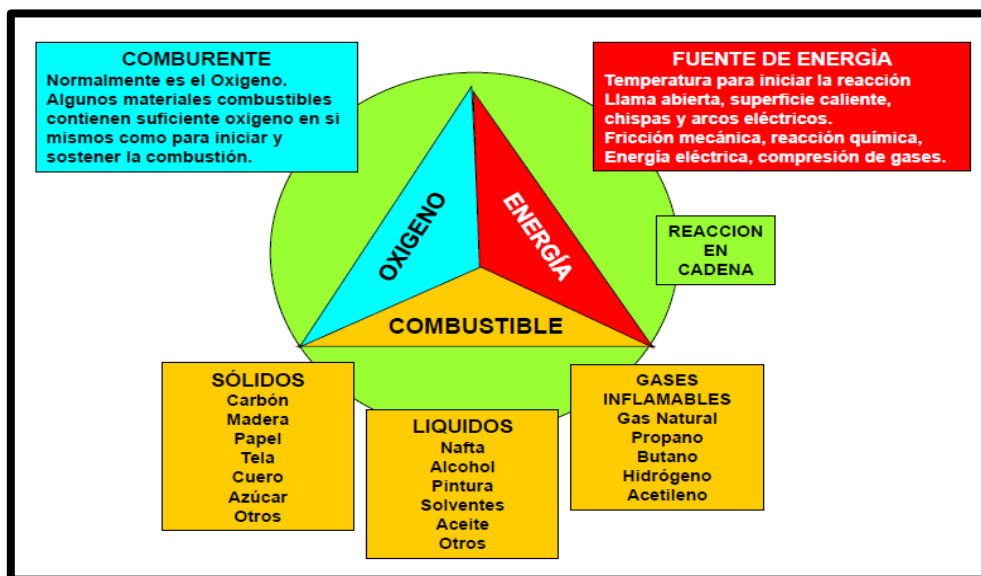 COMBURENTE
Normalmente es el Oxigeno.
Algunos materiales combustibles
contienen suficiente oxigeno en si
mismos como para iniciar y
sostener la combustión.
FUENTE DE ENERGÌA
Temperatura para iniciar la reacción
Llama abierta, superficie caliente,
chispas y arcos eléctricos.
Fricción mecánica, reacción química,
Energía eléctrica, compresión de gases.
OXIGENO
ENERGÍA
REACCION
EN
CADENA
COMBUSTIBLE
SÓLIDOS
Carbón
Madera
Papel
Tela
Cuero
Azúcar
Otros
LIQUIDOS
Nafta
Alcohol
Pintura
Solventes
Aceite
Otros
GASES
INFLAMABLES
Gas Natural
Propano
Butano
Hidrógeno
Acetileno